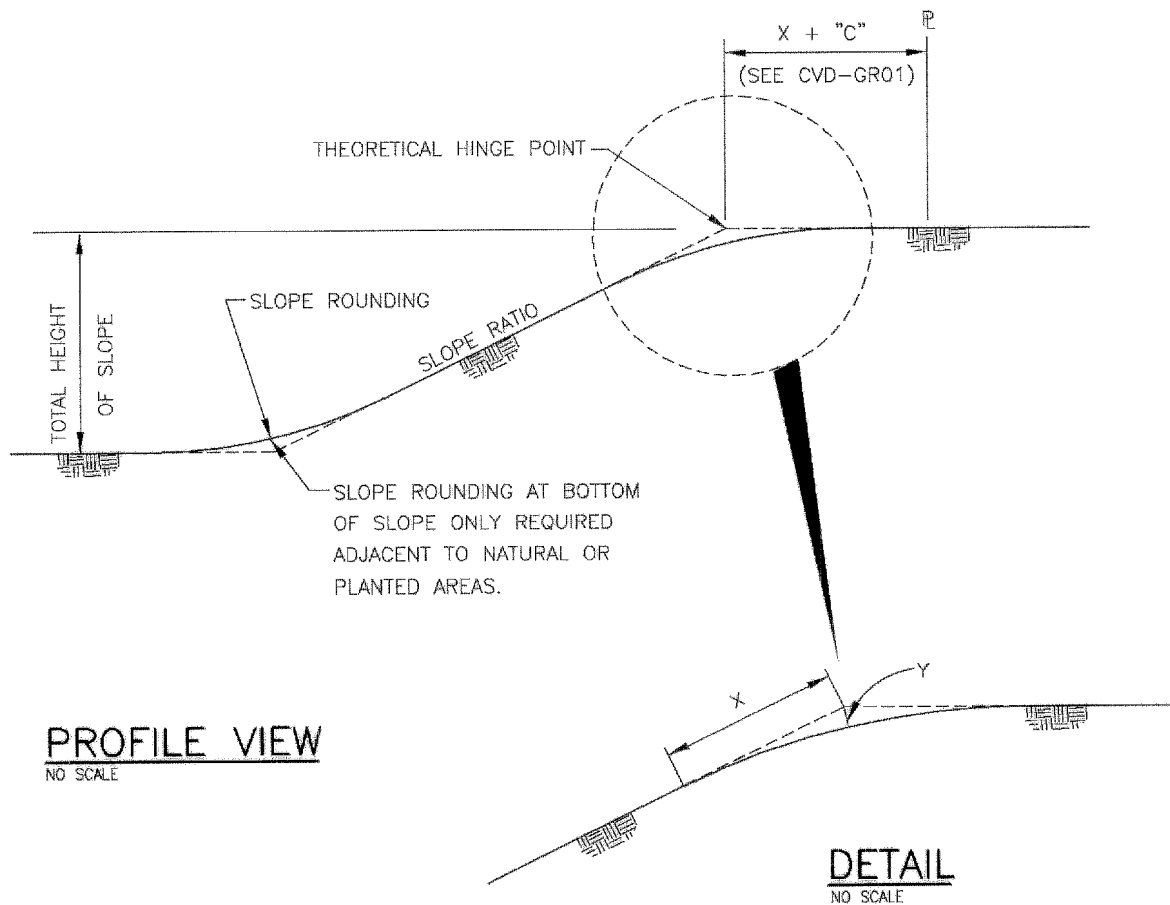 ℄
X + "C"
(SEE CVD-GR01)
THEORETICAL HINGE POINT
SLOPE ROUNDING
SLOPE RATIO
TOTAL HEIGHT
OF SLOPE
SLOPE ROUNDING AT BOTTOM
OF SLOPE ONLY REQUIRED
ADJACENT TO NATURAL OR
PLANTED AREAS.
X
Y
PROFILE VIEW
NO SCALE
DETAIL
NO SCALE